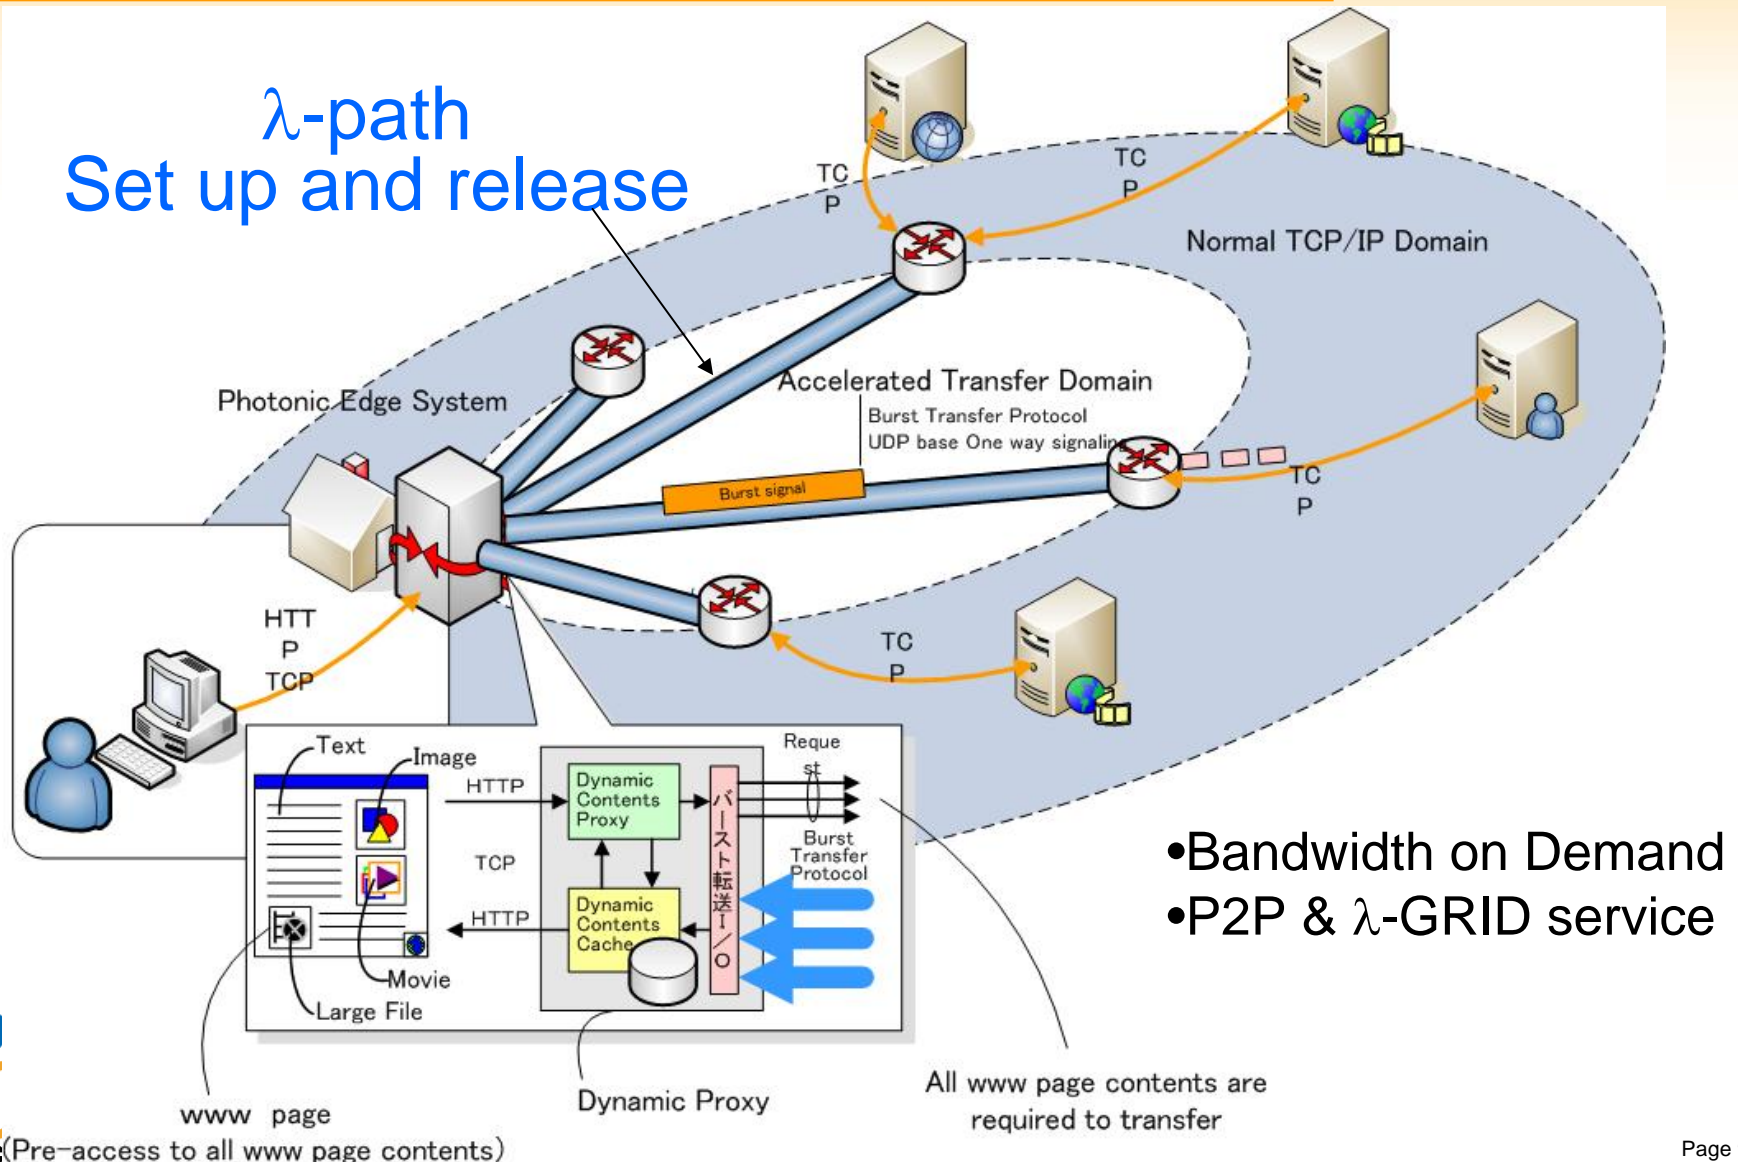 λ-path
Set up and release
TC
P
TC
P
Normal TCP/IP Domain
Photonic Edge System
Accelerated Transfer Domain
Burst Transfer Protocol
UDP base One way signaling
Burst signal
TC
P
HTT
P
TCP
TC
P
Text
Image
HTTP
TCP
HTTP
Movie
Large File
Dynamic
Contents
Proxy
Dynamic
Contents
Cache
バースト転送I/O
Reque
st
Burst
Transfer
Protocol
•Bandwidth on Demand
•P2P & λ-GRID service
www page
(Pre-access to all www page contents)
Dynamic Proxy
All www page contents are
required to transfer
Page